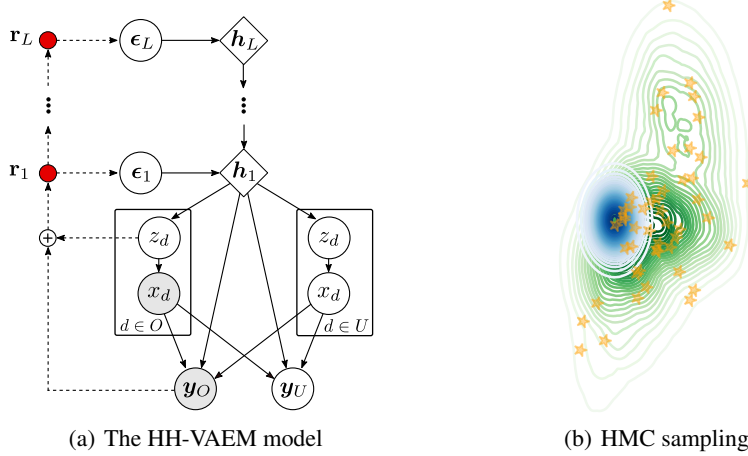 r_L ϵ_L h_L
r_1 ϵ_1 h_1
+ z_d z_d
x_d x_d
d ∈ O d ∈ U
y_O y_U
(a) The HH-VAEM model (b) HMC sampling